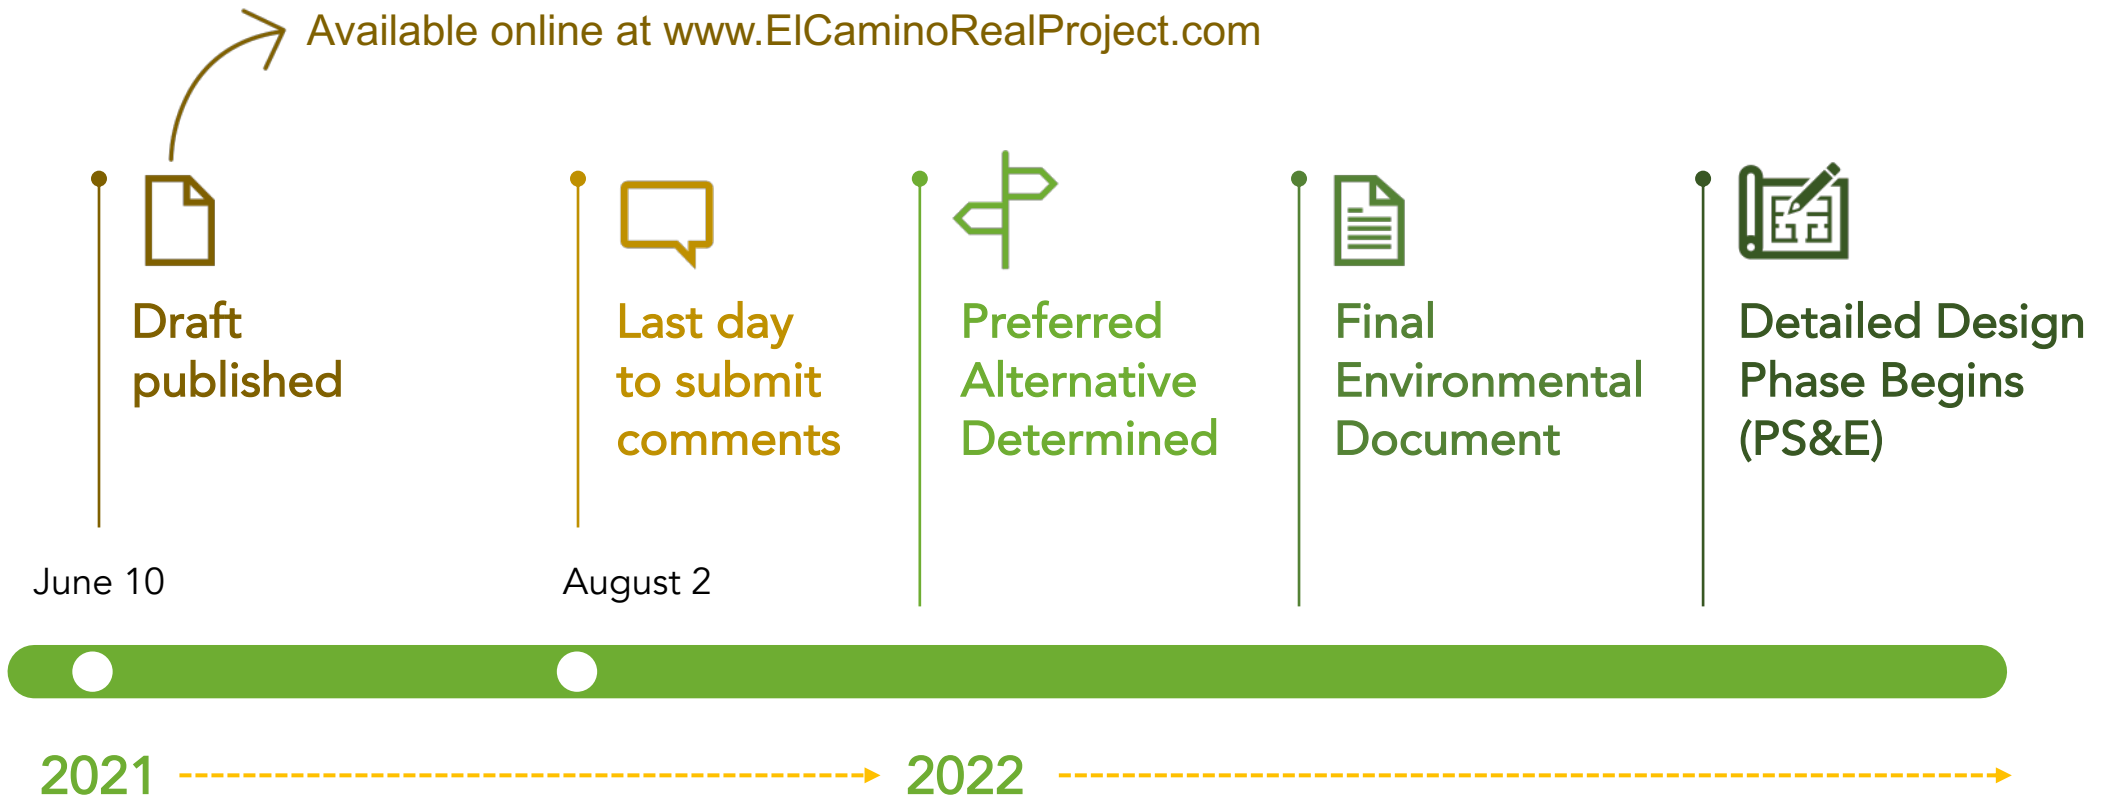 Available online at www.ElCaminoRealProject.com
Draft
published
Last day
to submit
comments
Preferred
Alternative
Determined
Final
Environmental
Document
Detailed Design
Phase Begins
(PS&E)
June 10
August 2
2021
2022